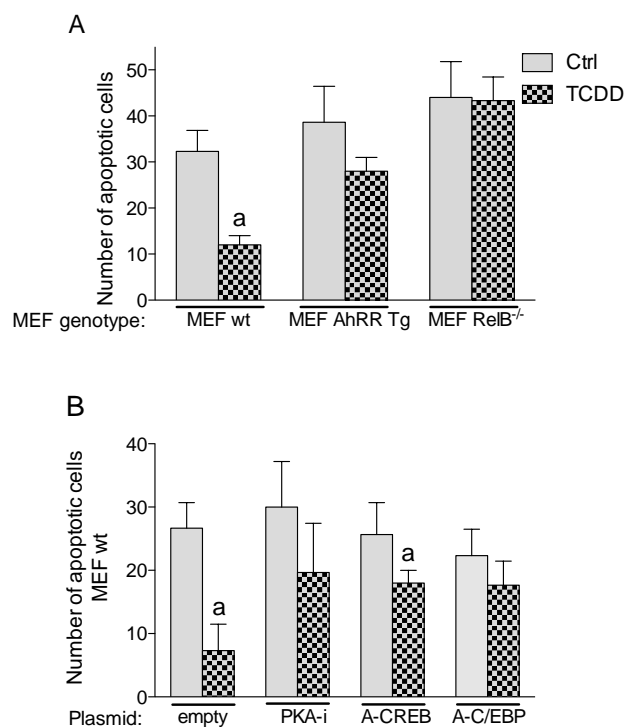 A
Ctrl
TCDD
Number of apoptotic cells
50
40
30
20
10
0
a
MEF genotype: MEF wt MEF AhRR Tg MEF RelB-/-
B
Number of apoptotic cells
MEF wt
40
30
20
10
0
a
a
Plasmid: empty PKA-i A-CREB A-C/EBP